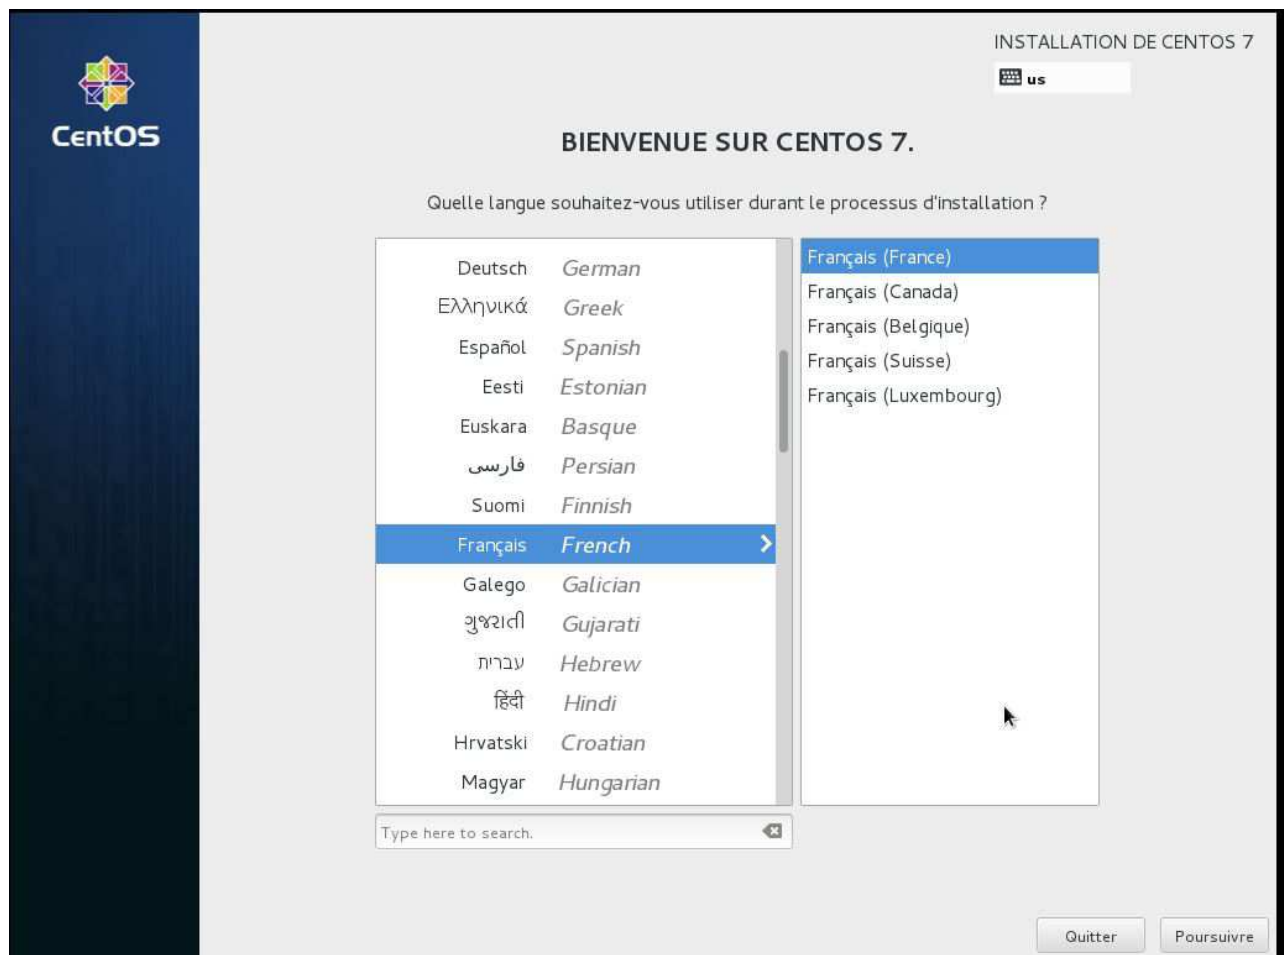 INSTALLATION DE CENTOS 7
us
CentOS
BIENVENUE SUR CENTOS 7.
Quelle langue souhaitez-vous utiliser durant le processus d'installation ?
Deutsch German
Ελληνικά Greek
Español Spanish
Eesti Estonian
Euskara Basque
فارسی Persian
Suomi Finnish
Français French
Galego Galician
ગુજરાતી Gujarati
עברית Hebrew
हिंदी Hindi
Hrvatski Croatian
Magyar Hungarian
Français (France)
Français (Canada)
Français (Belgique)
Français (Suisse)
Français (Luxembourg)
Type here to search.
Quitter
Poursuivre